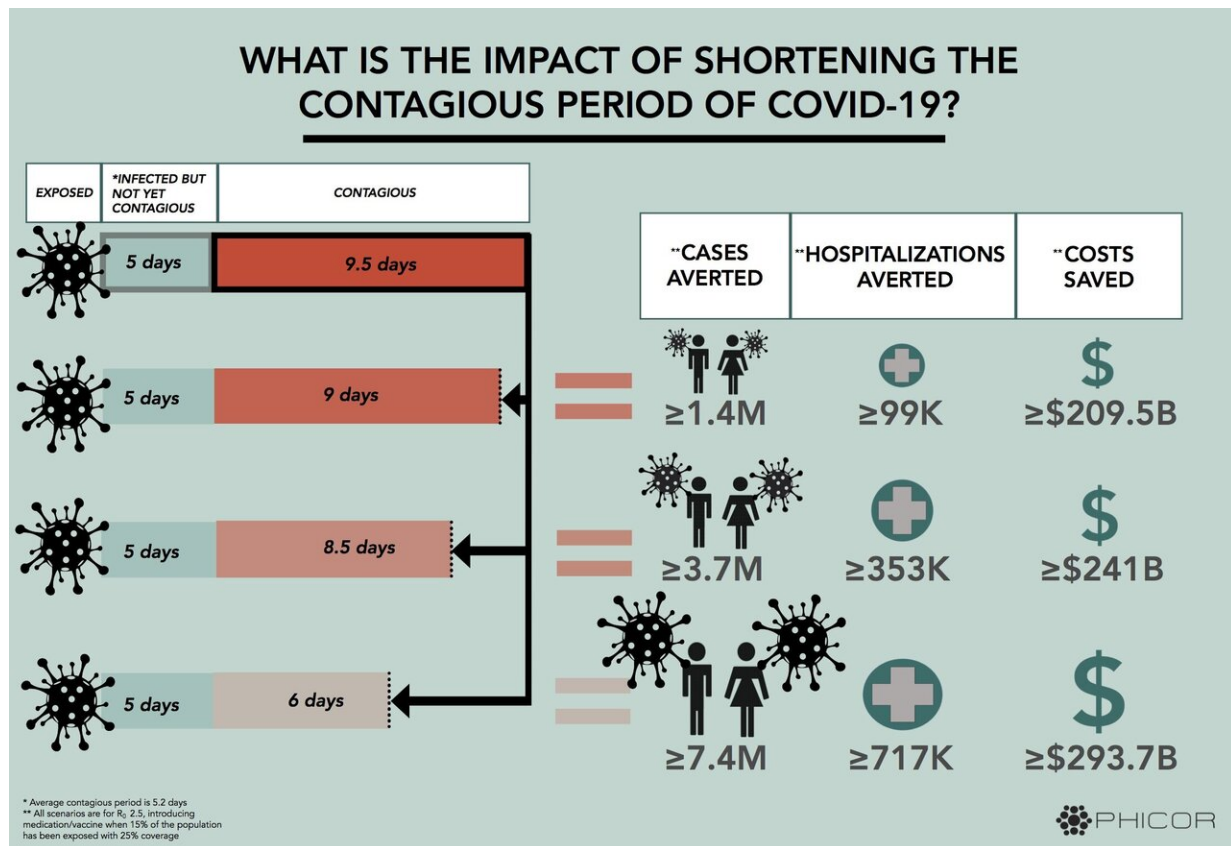 WHAT IS THE IMPACT OF SHORTENING THE
CONTAGIOUS PERIOD OF COVID-19?
EXPOSED
*INFECTED BUT
NOT YET
CONTAGIOUS
CONTAGIOUS
5 days
9.5 days
**CASES
AVERTED
**HOSPITALIZATIONS
AVERTED
**COSTS
SAVED
5 days
9 days
$
≥1.4M
≥99K
≥$209.5B
5 days
8.5 days
$
≥3.7M
≥353K
≥$241B
5 days
6 days
$
≥7.4M
≥717K
≥$293.7B
* Average contagious period is 5.2 days
** All scenarios are for R₀ 2.5, introducing
medication/vaccine when 15% of the population
has been exposed with 25% coverage
PHICOR